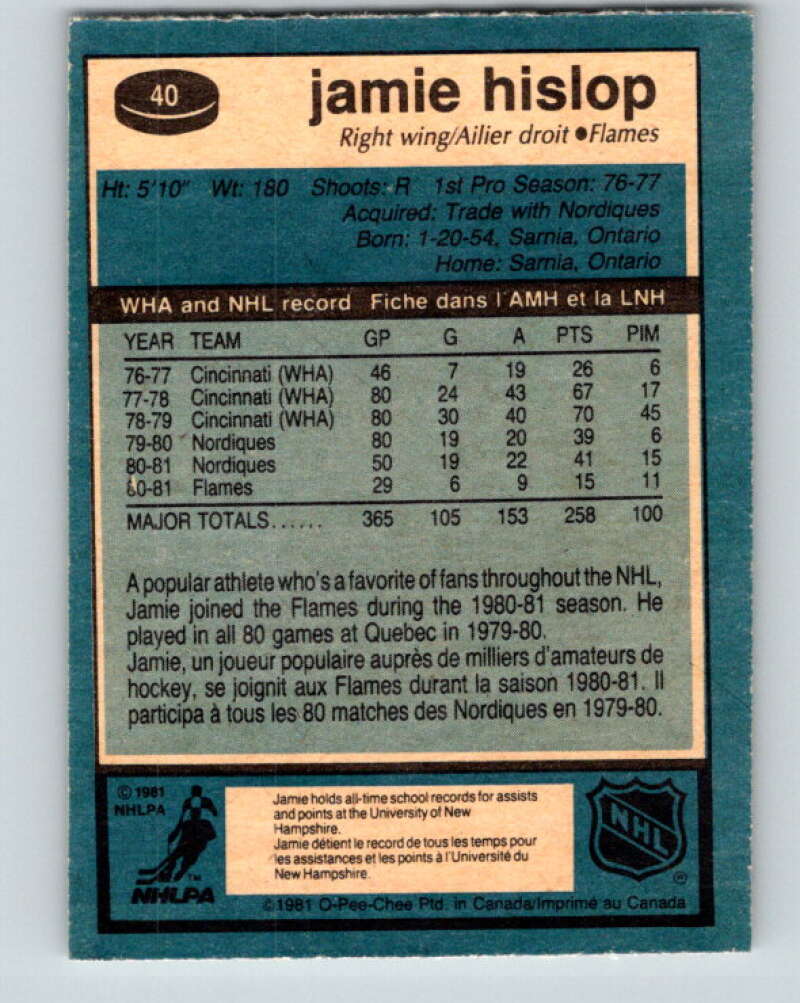 40
jamie hislop
Right wing/Ailier droit ●Flames
Ht: 5'10" Wt: 180 Shoots: R 1st Pro Season: 76-77
Acquired: Trade with Nordiques
Born: 1-20-54, Sarnia, Ontario
Home: Sarnia, Ontario
WHA and NHL record Fiche dans l'AMH et la LNH
YEAR TEAM GP G A PTS PIM
76-77 Cincinnati (WHA) 46 7 19 26 6
77-78 Cincinnati (WHA) 80 24 43 67 17
78-79 Cincinnati (WHA) 80 30 40 70 45
79-80 Nordiques 80 19 20 39 6
80-81 Nordiques 50 19 22 41 15
80-81 Flames 29 6 9 15 11
MAJOR TOTALS...... 365 105 153 258 100
A popular athlete who's a favorite of fans throughout the NHL,
Jamie joined the Flames during the 1980-81 season. He
played in all 80 games at Quebec in 1979-80.
Jamie, un joueur populaire auprès de milliers d'amateurs de
hockey, se joignit aux Flames durant la saison 1980-81. Il
participa à tous les 80 matches des Nordiques en 1979-80.
© 1981
NHLPA
TM
NHLPA
Jamie holds all-time school records for assists
and points at the University of New
Hampshire.
Jamie détient le record de tous les temps pour
les assistances et les points à l'Université du
New Hampshire.
NHL
®
©1981 O-Pee-Chee Ptd. in Canada/Imprimé au Canada